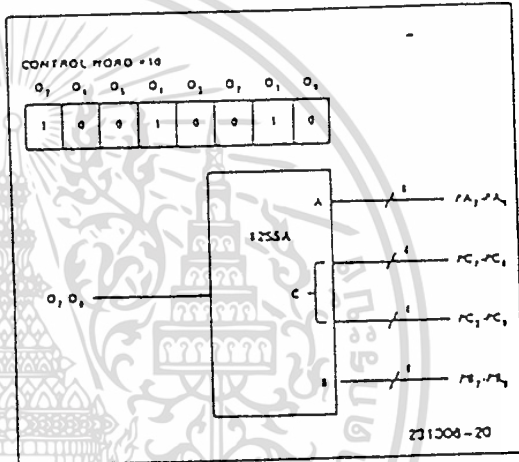 CONTROL WORD #10
D7 D6 D5 D4 D3 D2 D1 D0
1 0 0 1 0 0 1 0
8255A
A
8
PA7-PA0
4
PC7-PC4
C
4
PC3-PC0
B
8
PB7-PB0
D7 D0
231308-20